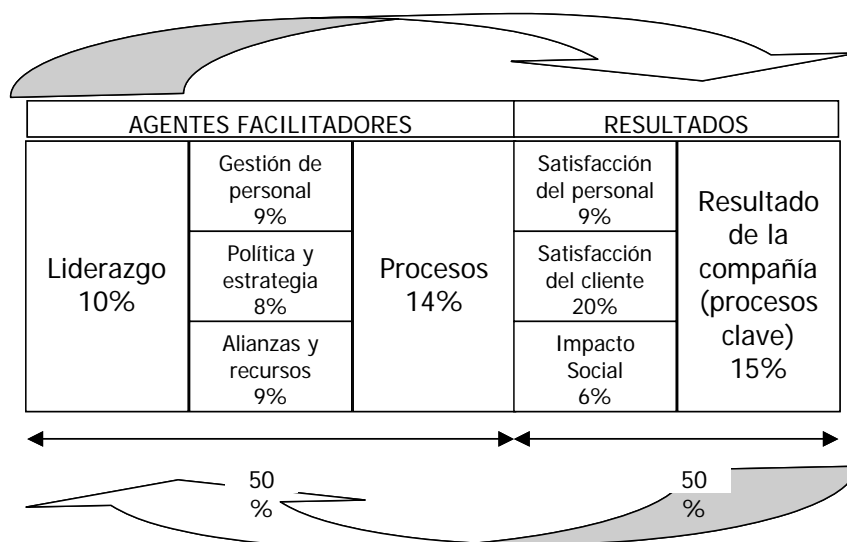 AGENTES FACILITADORES
RESULTADOS
Liderazgo
10%
Gestión de
personal
9%
Política y
estrategia
8%
Alianzas y
recursos
9%
Procesos
14%
Satisfacción
del personal
9%
Satisfacción
del cliente
20%
Impacto
Social
6%
Resultado
de la
compañía
(procesos
clave)
15%
50
%
50
%